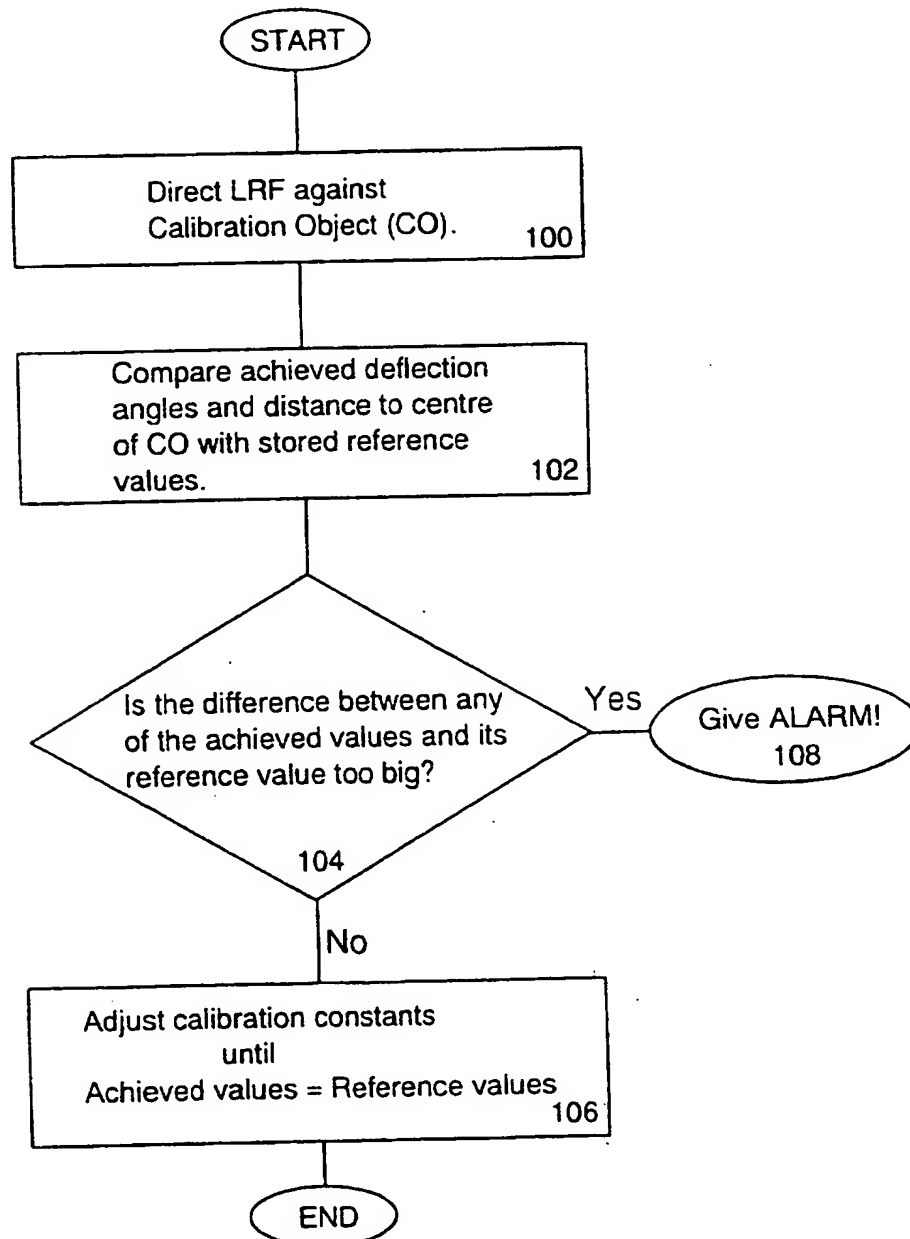 START
Direct LRF against
Calibration Object (CO).
100
Compare achieved deflection
angles and distance to centre
of CO with stored reference
values.
102
Is the difference between any
of the achieved values and its
reference value too big?
104
Yes
Give ALARM!
108
No
Adjust calibration constants
until
Achieved values = Reference values
106
END